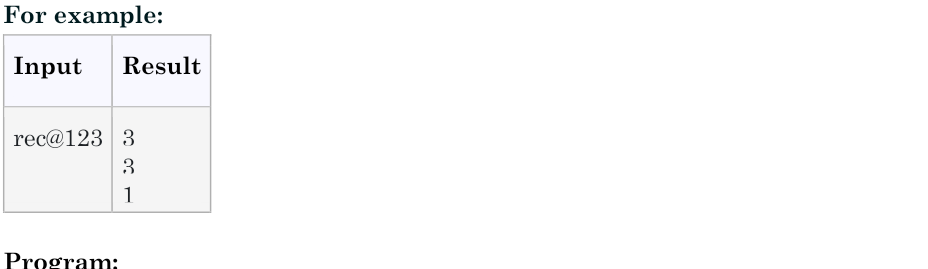 For example:
Input Result
rec@123 3
3
1
Program: